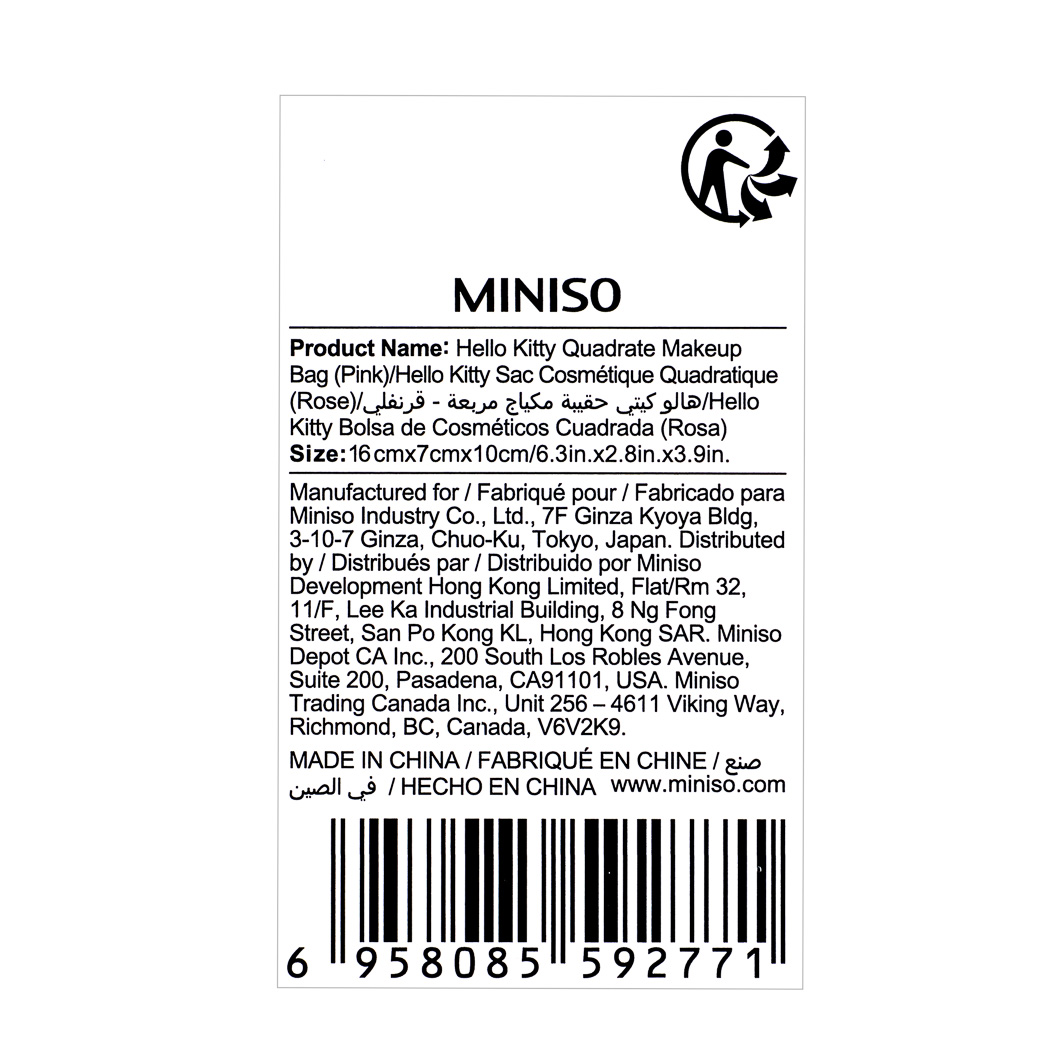 MINISO
Product Name: Hello Kitty Quadrate Makeup
Bag (Pink)/Hello Kitty Sac Cosmétique Quadratique
(Rose)/هالو كيتي حقيبة مكياج مربعة - قرنفلي/Hello
Kitty Bolsa de Cosméticos Cuadrada (Rosa)
Size:16cmx7cmx10cm/6.3in.x2.8in.x3.9in.
Manufactured for / Fabriqué pour / Fabricado para
Miniso Industry Co., Ltd., 7F Ginza Kyoya Bldg,
3-10-7 Ginza, Chuo-Ku, Tokyo, Japan. Distributed
by / Distribués par / Distribuido por Miniso
Development Hong Kong Limited, Flat/Rm 32,
11/F, Lee Ka Industrial Building, 8 Ng Fong
Street, San Po Kong KL, Hong Kong SAR. Miniso
Depot CA Inc., 200 South Los Robles Avenue,
Suite 200, Pasadena, CA91101, USA. Miniso
Trading Canada Inc., Unit 256 – 4611 Viking Way,
Richmond, BC, Canada, V6V2K9.
MADE IN CHINA / FABRIQUÉ EN CHINE / صنع
في الصين / HECHO EN CHINA www.miniso.com
6 958085 592771